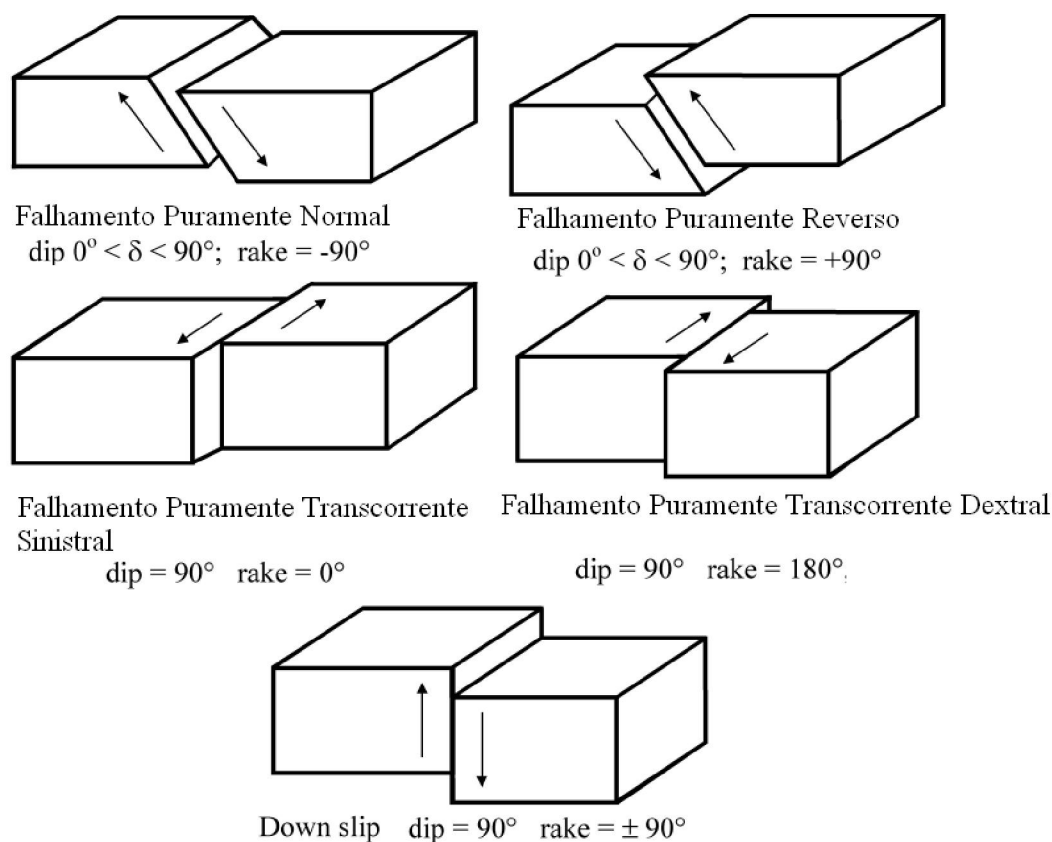 Falhamento Puramente Normal
dip 0° < δ < 90°; rake = -90°
Falhamento Puramente Reverso
dip 0° < δ < 90°; rake = +90°
Falhamento Puramente Transcorrente
Sinistral
dip = 90° rake = 0°
Falhamento Puramente Transcorrente Dextral
dip = 90° rake = 180°.
Down slip dip = 90° rake = ± 90°